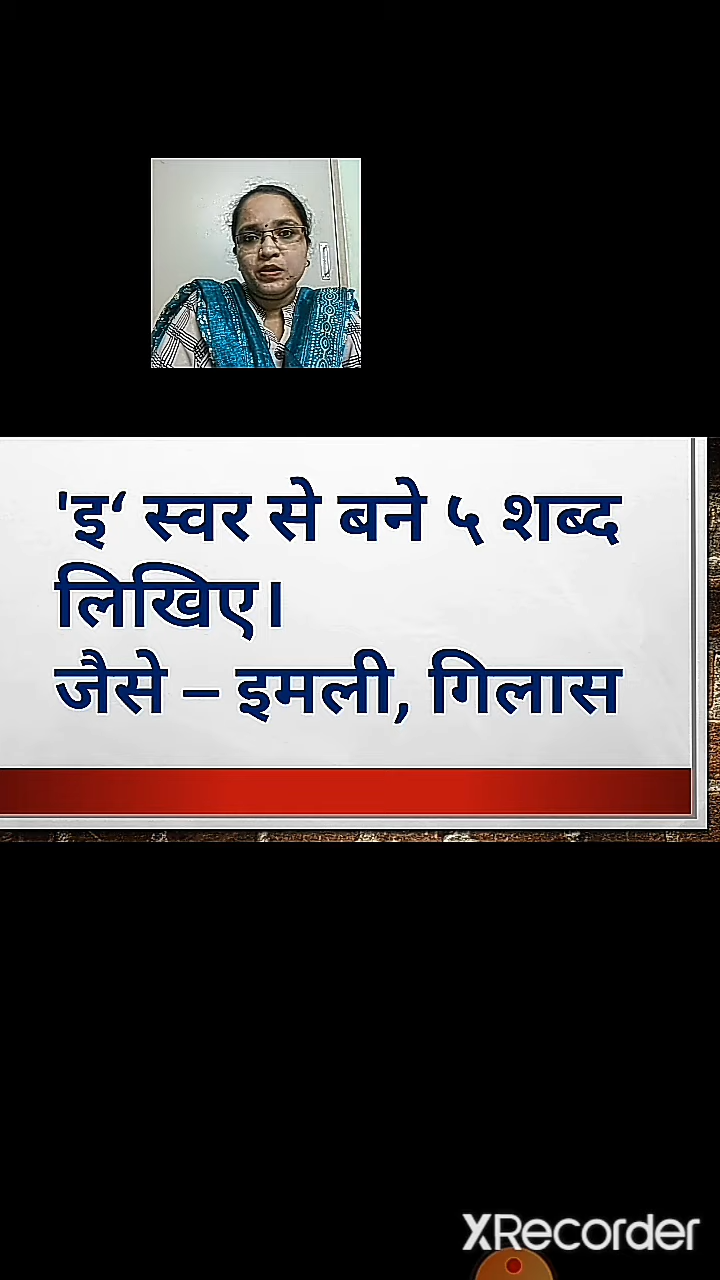 'इ‘ स्वर से बने ५ शब्द
लिखिए।
जैसे – इमली, गिलास
XRecorder